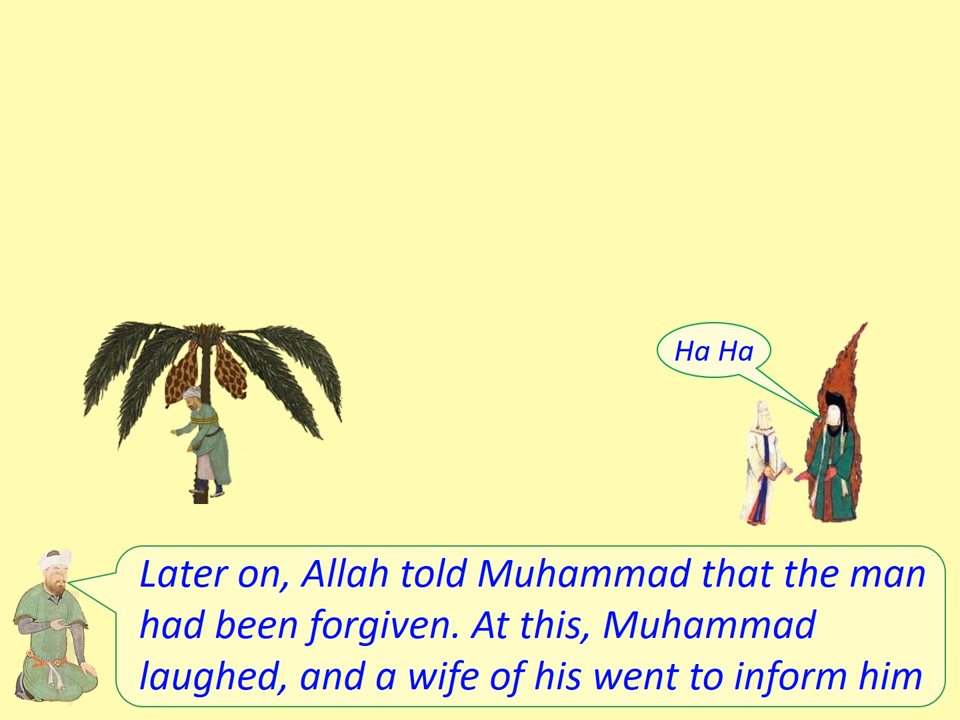 Ha Ha
Later on, Allah told Muhammad that the man
had been forgiven. At this, Muhammad
laughed, and a wife of his went to inform him